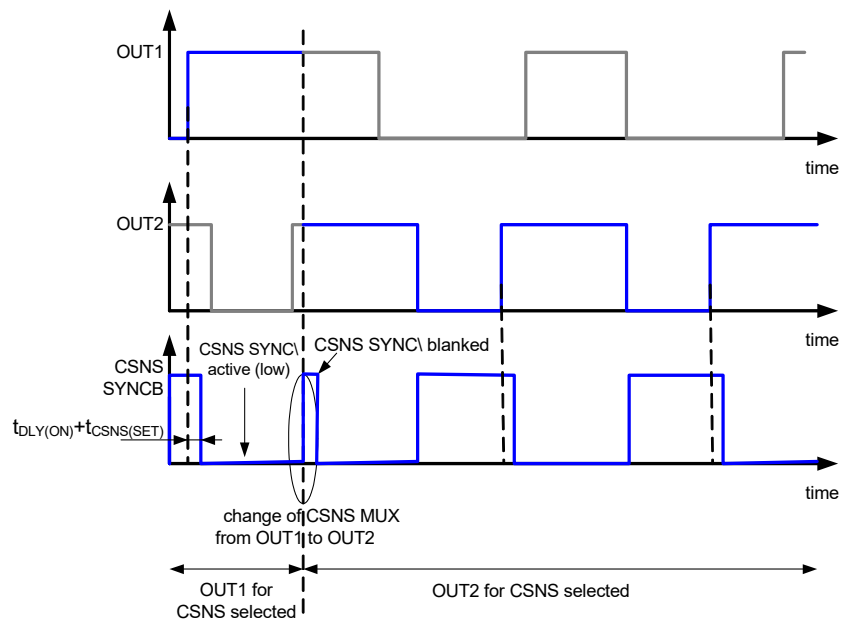 OUT1
time
OUT2
time
CSNS
SYNCB
CSNS SYNC\
active (low)
CSNS SYNC\ blanked
tDLY(ON)+tCSNS(SET)
time
change of CSNS MUX
from OUT1 to OUT2
OUT1 for
CSNS selected
OUT2 for CSNS selected